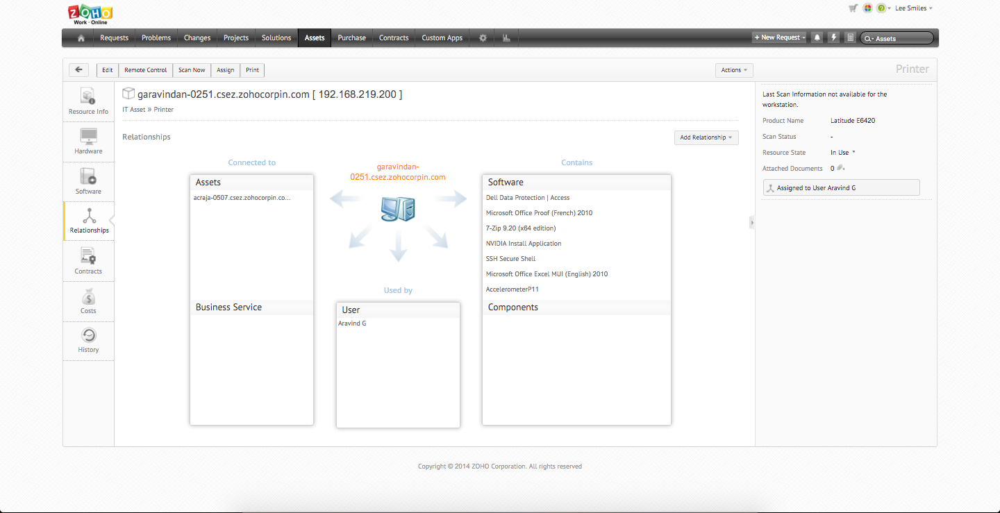 ZOHO
Work · Online
Lee Smiles
Requests Problems Changes Projects Solutions Assets Purchase Contracts Custom Apps
+ New Request
Assets
Edit Remote Control Scan Now Assign Print
Actions
Printer
Resource Info
Hardware
Software
Relationships
Contracts
Costs
History
garavindan-0251.csez.zohocorpin.com [ 192.168.219.200 ]
IT Asset » Printer
Relationships
Add Relationship
Connected to
Assets
acraja-0507.csez.zohocorpin.co...
Business Service
garavindan-
0251.csez.zohocorpin.com
Used by
User
Aravind G
Contains
Software
Dell Data Protection | Access
Microsoft Office Proof (French) 2010
7-Zip 9.20 (x64 edition)
NVIDIA Install Application
SSH Secure Shell
Microsoft Office Excel MUI (English) 2010
AccelerometerP11
Components
Last Scan Information not available for the
workstation.
Product Name Latitude E6420
Scan Status -
Resource State In Use
Attached Documents 0
Assigned to User Aravind G
Copyright © 2014 ZOHO Corporation. All rights reserved